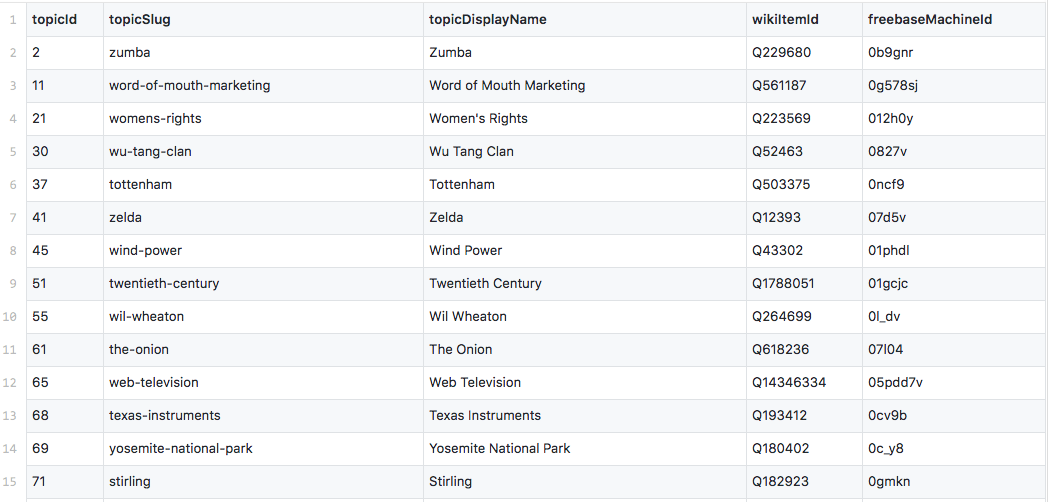 1 topicId topicSlug topicDisplayName wikiItemId freebaseMachineId
2 2 zumba Zumba Q229680 0b9gnr
3 11 word-of-mouth-marketing Word of Mouth Marketing Q561187 0g578sj
4 21 womens-rights Women's Rights Q223569 012h0y
5 30 wu-tang-clan Wu Tang Clan Q52463 0827v
6 37 tottenham Tottenham Q503375 0ncf9
7 41 zelda Zelda Q12393 07d5v
8 45 wind-power Wind Power Q43302 01phdl
9 51 twentieth-century Twentieth Century Q1788051 01gcjc
10 55 wil-wheaton Wil Wheaton Q264699 0l_dv
11 61 the-onion The Onion Q618236 07l04
12 65 web-television Web Television Q14346334 05pdd7v
13 68 texas-instruments Texas Instruments Q193412 0cv9b
14 69 yosemite-national-park Yosemite National Park Q180402 0c_y8
15 71 stirling Stirling Q182923 0gmkn